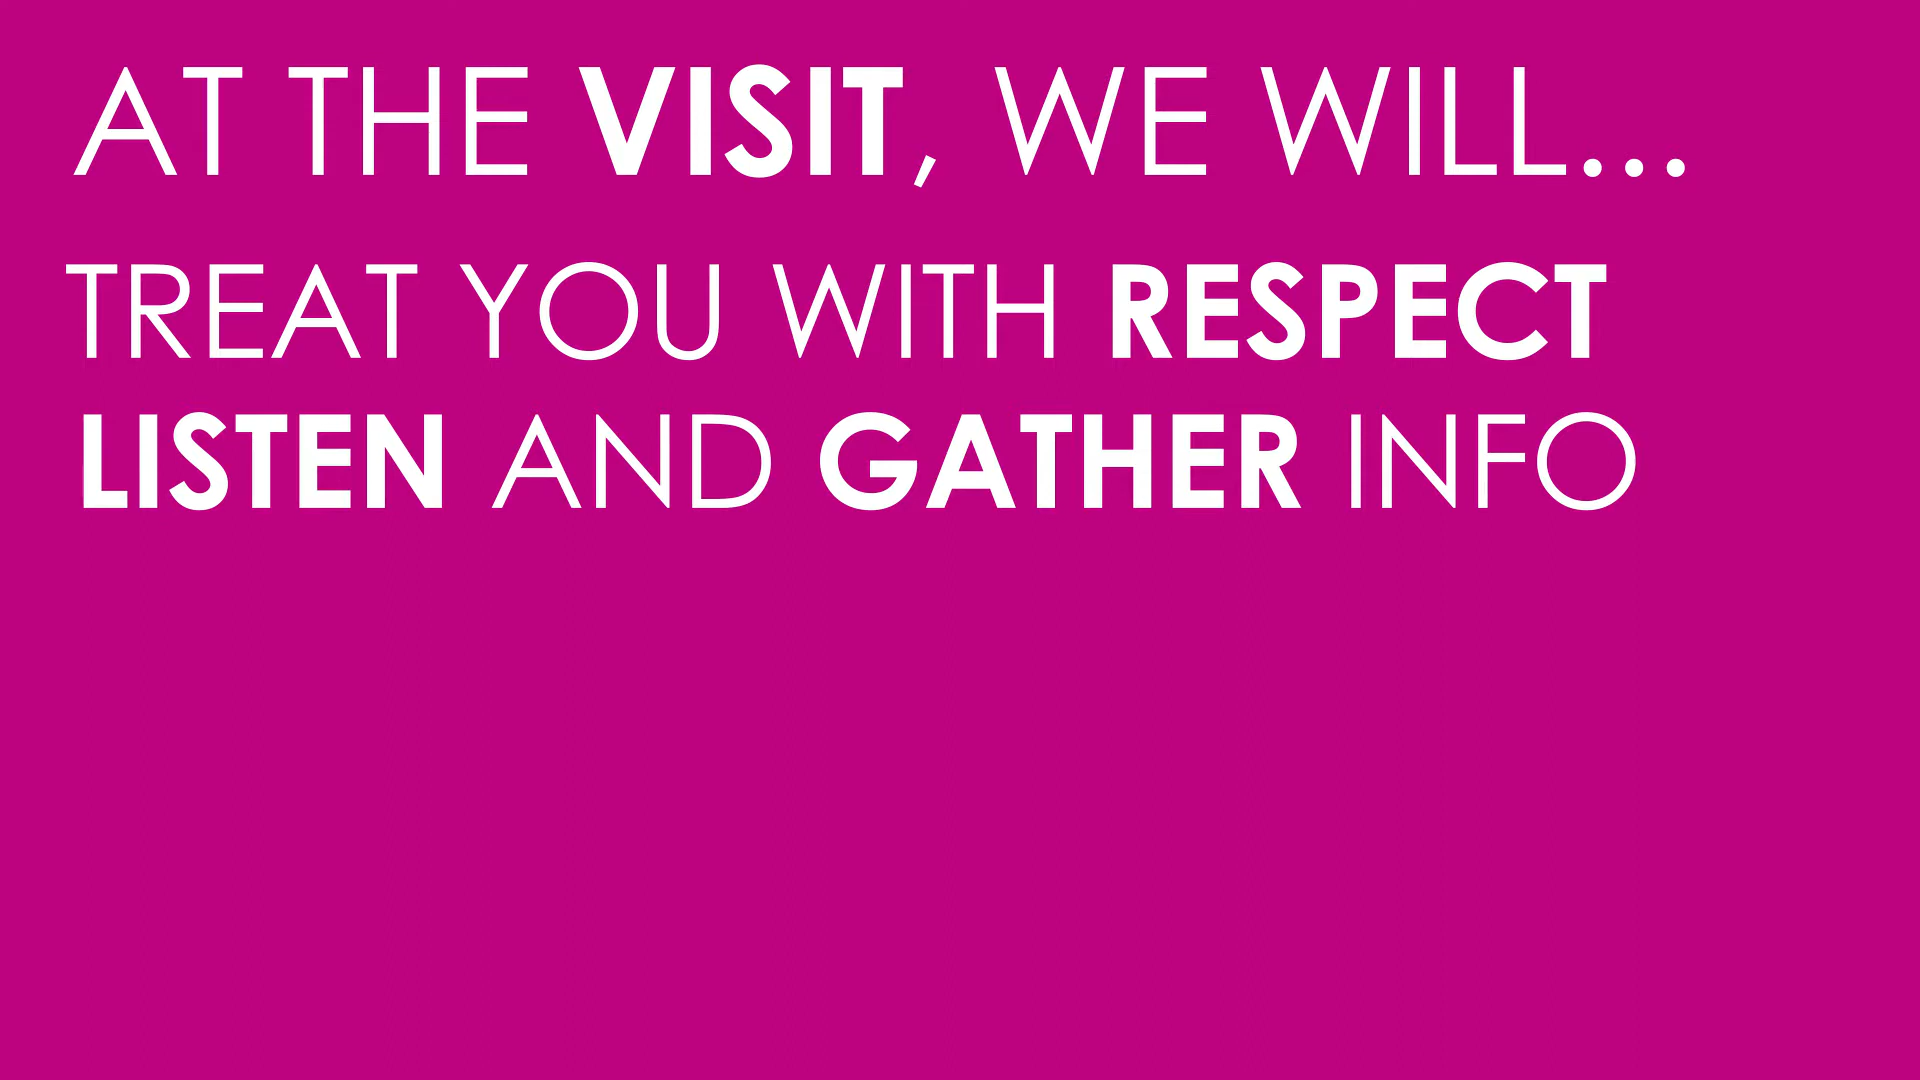 AT THE VISIT, WE WILL...
TREAT YOU WITH RESPECT
LISTEN AND GATHER INFO